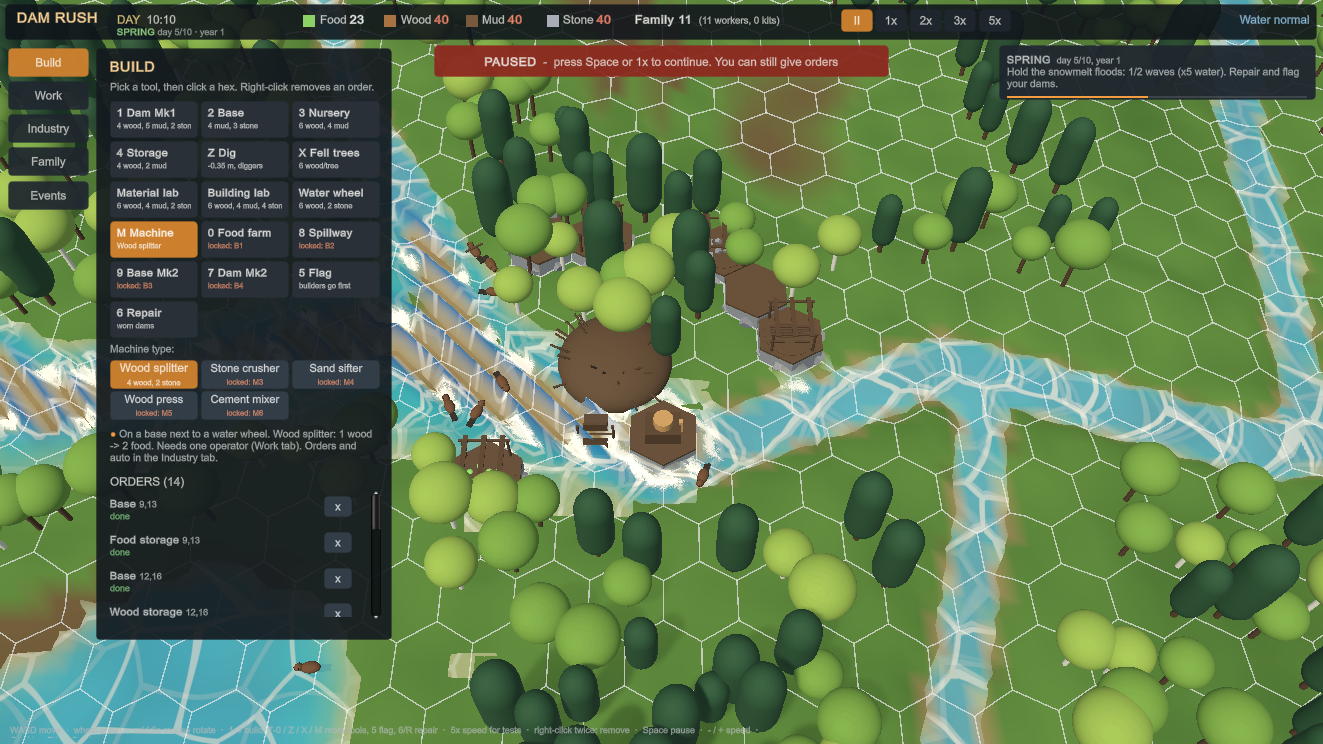 DAM RUSH
DAY 10:10
SPRING day 5/10 · year 1
Food 23
Wood 40
Mud 40
Stone 40
Family 11 (11 workers, 0 kits)
II
1x
2x
3x
5x
Water normal
Build
Work
Industry
Family
Events
PAUSED - press Space or 1x to continue. You can still give orders
SPRING day 5/10, year 1
Hold the snowmelt floods: 1/2 waves (x5 water). Repair and flag
your dams.
BUILD
Pick a tool, then click a hex. Right-click removes an order.
1 Dam Mk1
4 wood, 5 mud, 2 ston
2 Base
4 mud, 3 stone
3 Nursery
6 wood, 4 mud
4 Storage
4 wood, 2 mud
Z Dig
-0.35 m, diggers
X Fell trees
6 wood/tree
Material lab
6 wood, 4 mud, 2 ston
Building lab
6 wood, 4 mud, 4 ston
Water wheel
6 wood, 2 stone
M Machine
Wood splitter
0 Food farm
locked: B1
8 Spillway
locked: B2
9 Base Mk2
locked: B3
7 Dam Mk2
locked: B4
5 Flag
builders go first
6 Repair
worn dams
Machine type:
Wood splitter
4 wood, 2 stone
Stone crusher
locked: M3
Sand sifter
locked: M4
Wood press
locked: M5
Cement mixer
locked: M6
• On a base next to a water wheel. Wood splitter: 1 wood
-> 2 food. Needs one operator (Work tab). Orders and
auto in the Industry tab.
ORDERS (14)
Base 9,13
done
x
Food storage 9,13
done
x
Base 12,16
done
x
Wood storage 12,16
x
rotate
5 flag, 6/R repair · 5x speed for tests · right-click twice: remove · Space pause · - / + speed ·